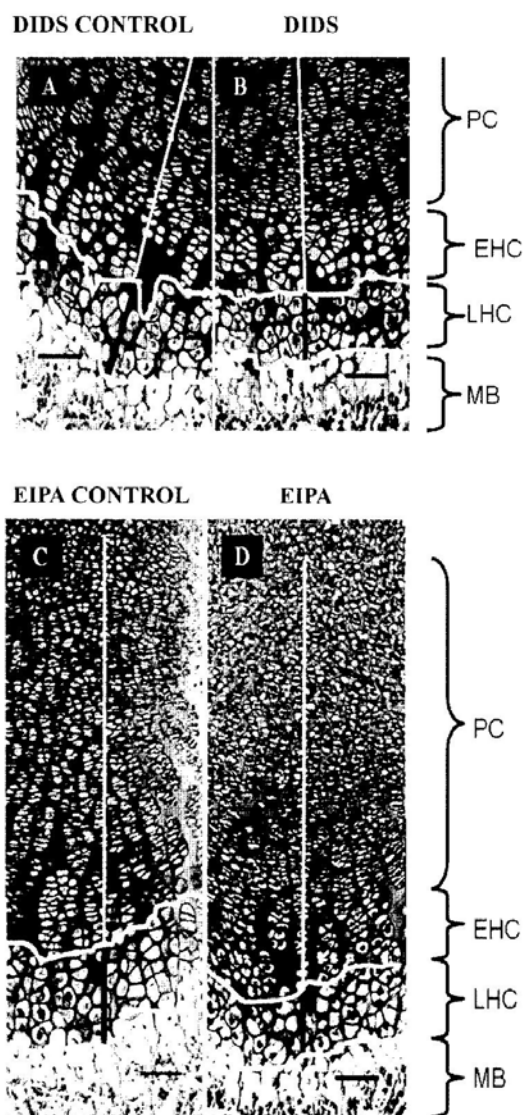 DIDS CONTROL DIDS
A B
PC
EHC
LHC
MB
EIPA CONTROL EIPA
C D
PC
EHC
LHC
MB